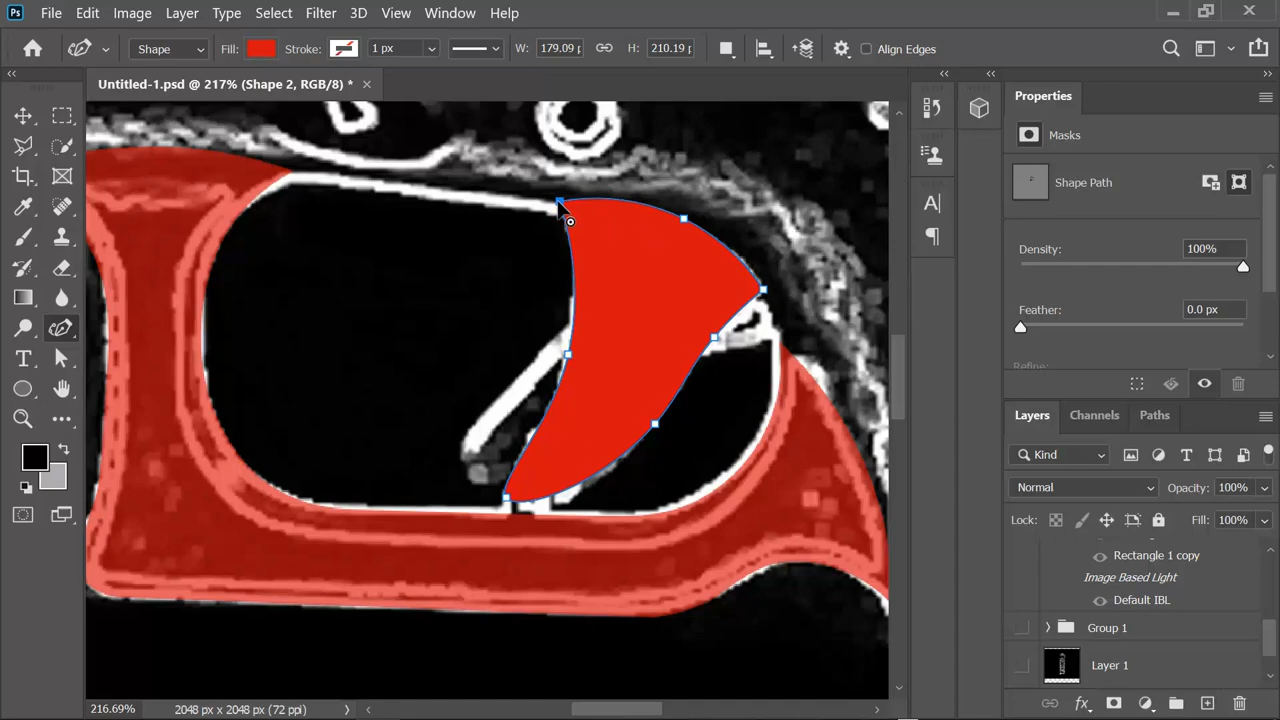 Ps File Edit Image Layer Type Select Filter 3D View Window Help
Shape Fill: Stroke: 1 px W: 179.09 p H: 210.19 p Align Edges
Untitled-1.psd @ 217% (Shape 2, RGB/8) *
Properties
Masks
Shape Path
Density: 100%
Feather: 0.0 px
Refine:
Layers Channels Paths
Kind
Normal Opacity: 100%
Lock: Fill: 100%
Rectangle 1 copy
Image Based Light
Default IBL
Group 1
Layer 1
216.69% 2048 px x 2048 px (72 ppi)